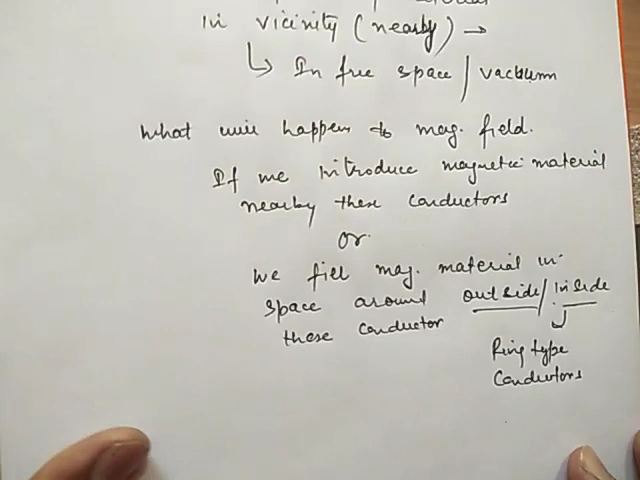 In vicinity (nearby) →
↳ In free space / vacuum
What will happen to mag. field.
If we introduce magnetic material
nearby these conductors
Or
We fill mag. material in
space around outside/inside
these conductor
Ring type
Conductors